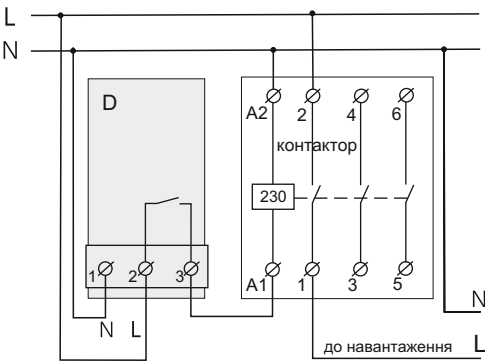 L
N
D
A2 2 4 6
контактор
230
1 2 3
A1 1 3 5
N L
N
до навантаження L